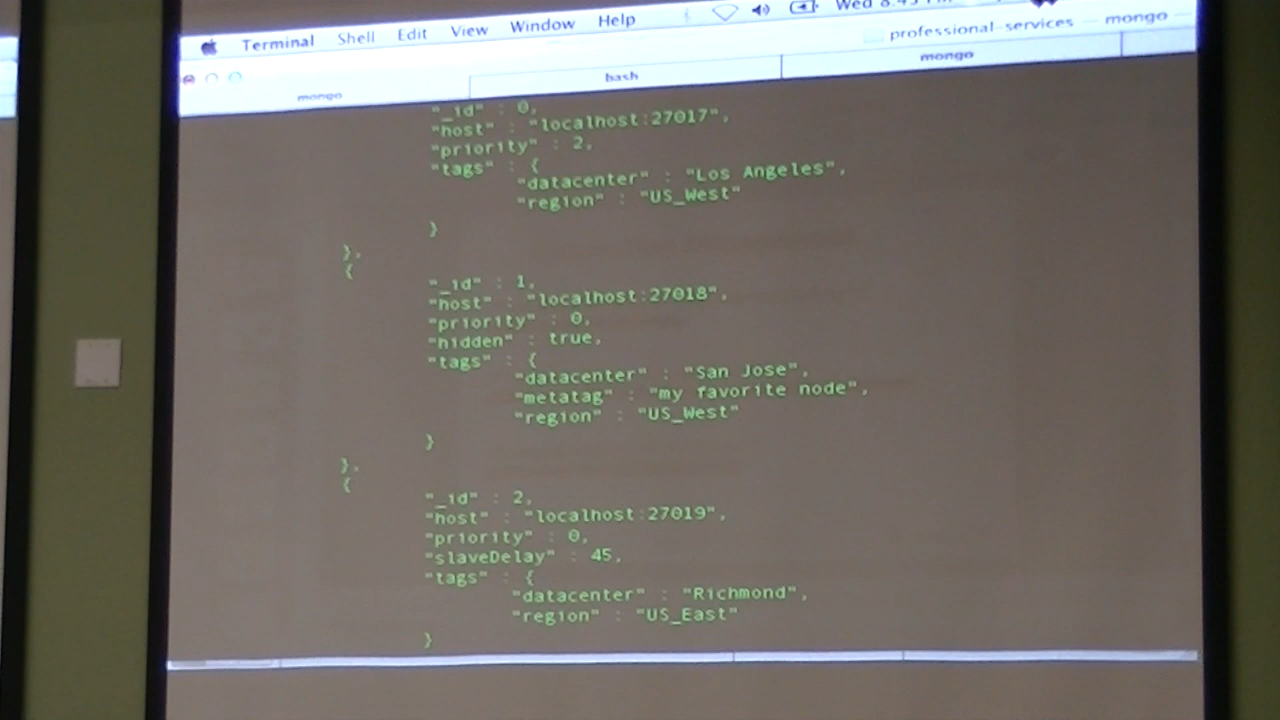 Terminal Shell Edit View Window Help Wed
professional-services — mongo
mongo bash mongo
"_id" : 0,
"host" : "localhost:27017",
"priority" : 2,
"tags" : {
"datacenter" : "Los Angeles",
"region" : "US_West"
}
},
{
"_id" : 1,
"host" : "localhost:27018",
"priority" : 0,
"hidden" : true,
"tags" : {
"datacenter" : "San Jose",
"metatag" : "my favorite node",
"region" : "US_West"
}
},
{
"_id" : 2,
"host" : "localhost:27019",
"priority" : 0,
"slaveDelay" : 45,
"tags" : {
"datacenter" : "Richmond",
"region" : "US_East"
}